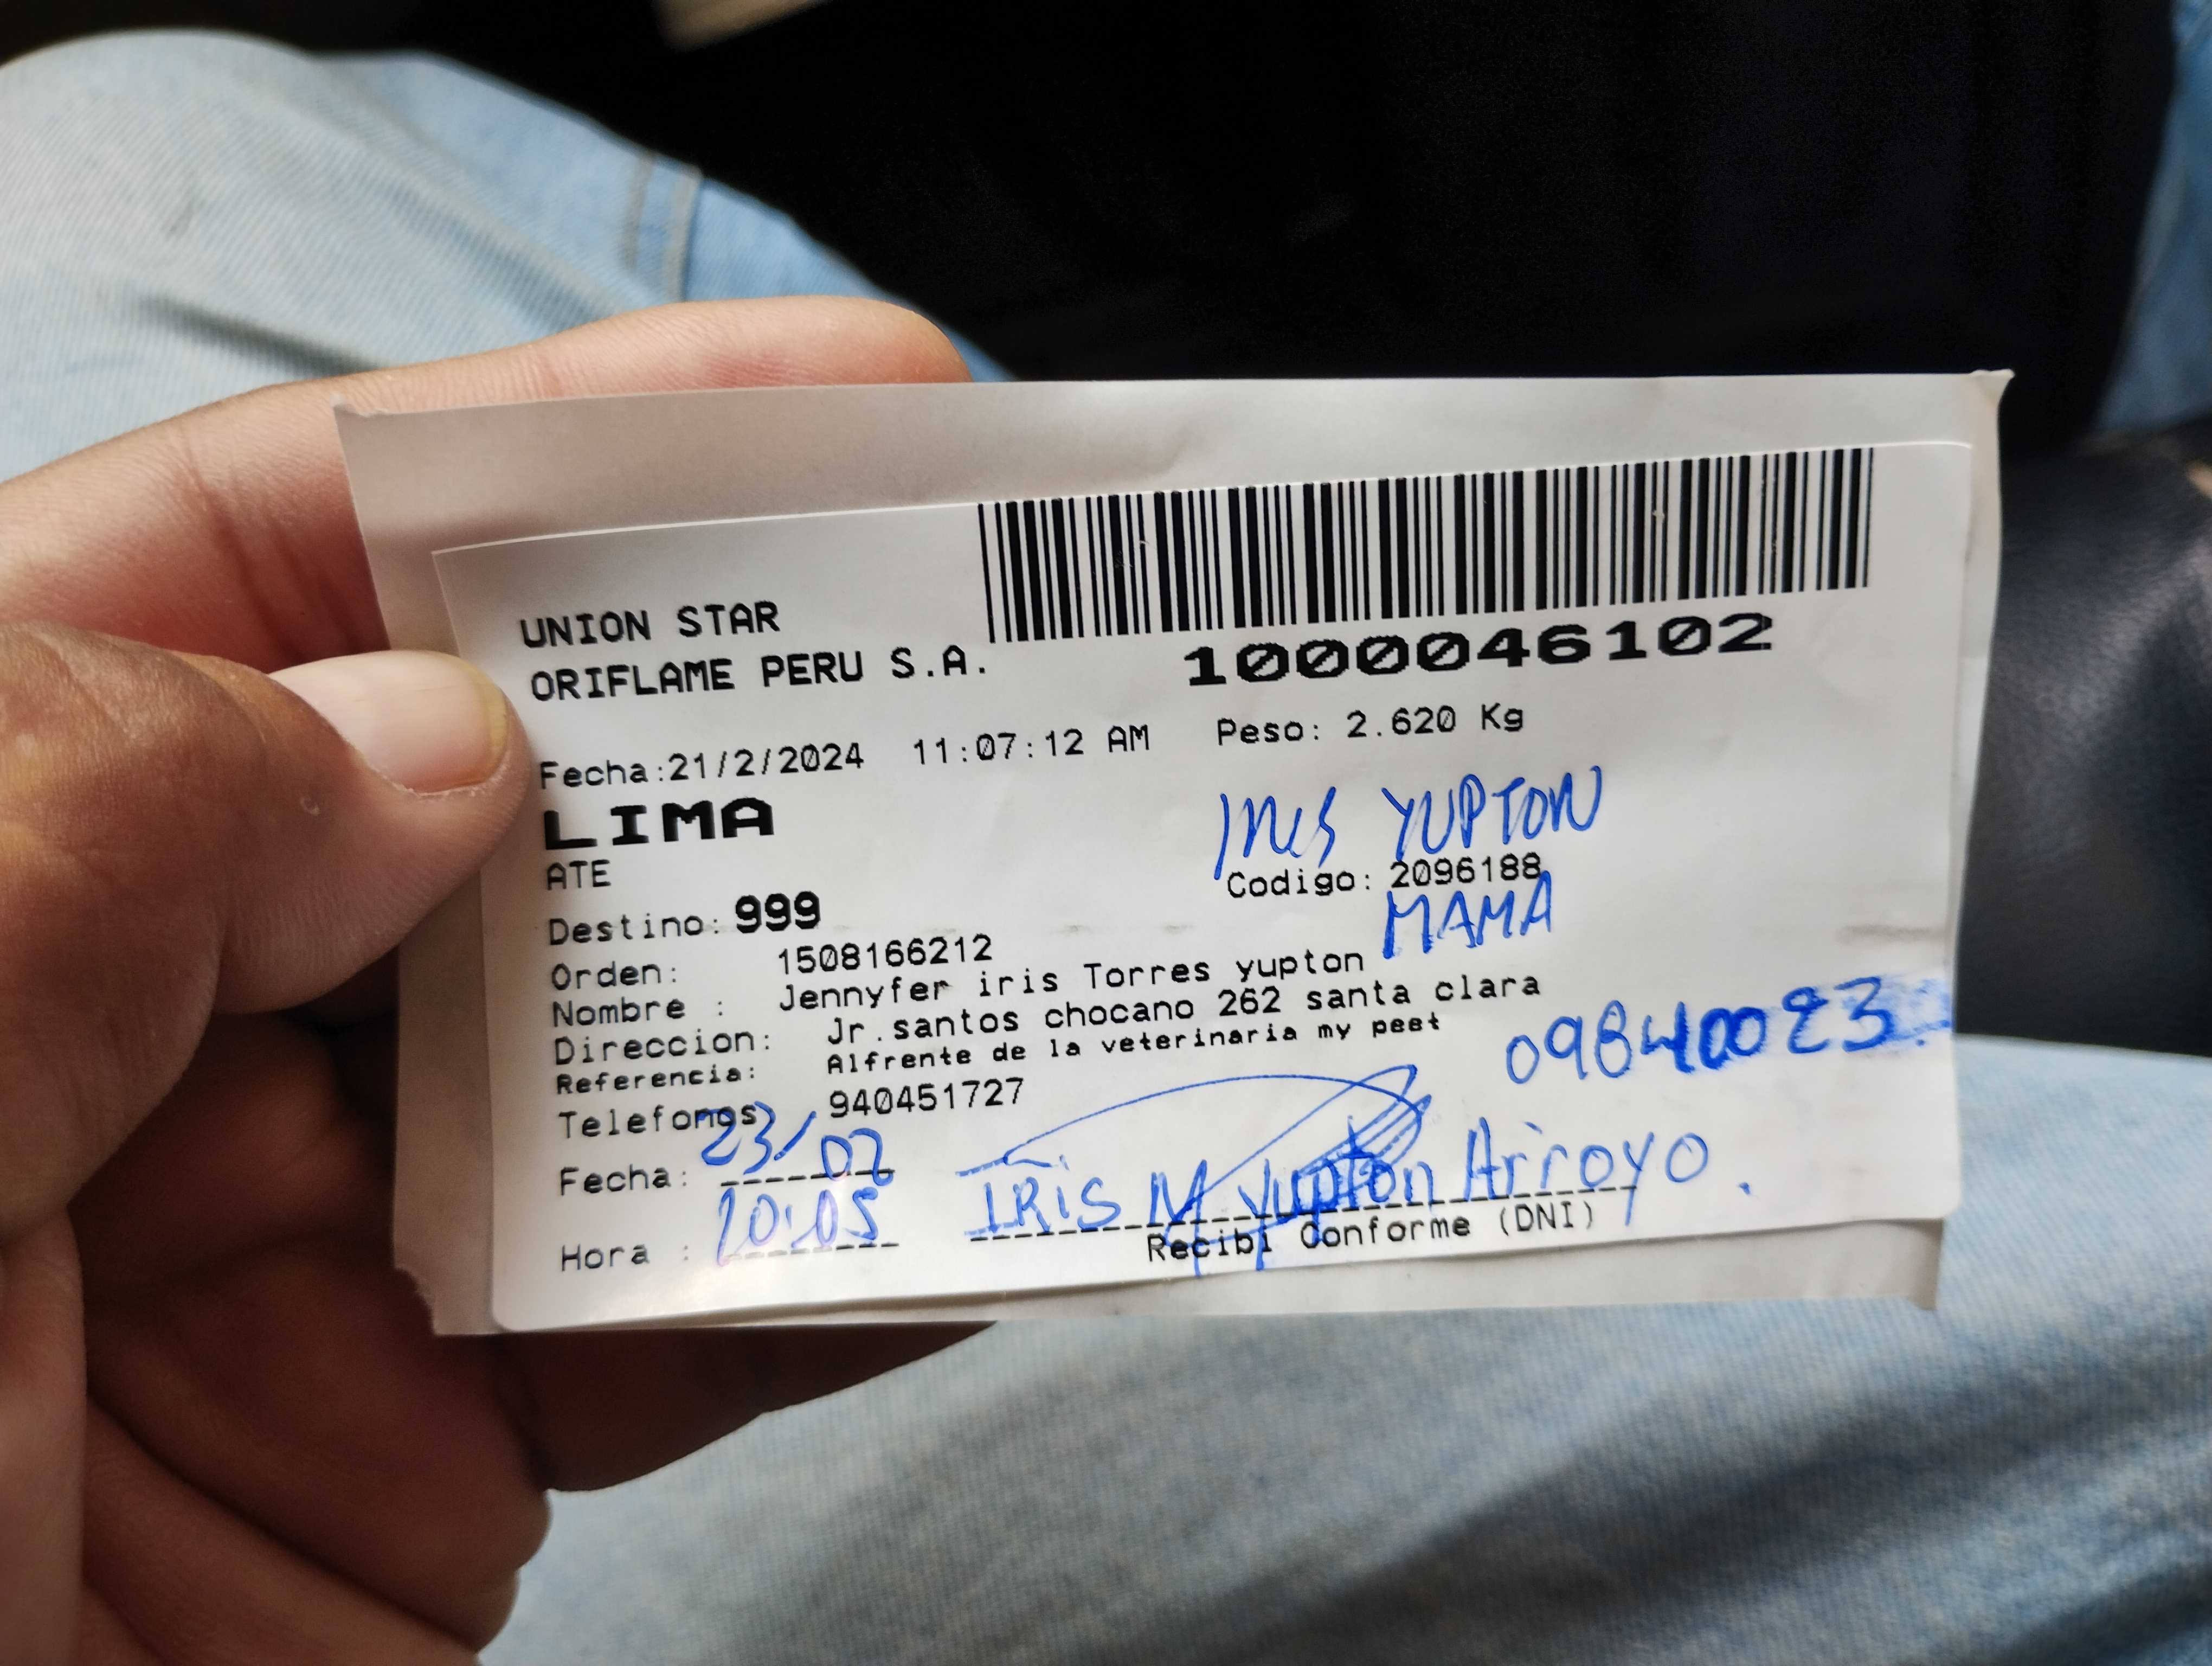 UNION STAR
ORIFLAME PERU S.A.
1000046102
Fecha:21/2/2024 11:07:12 AM Peso: 2.620 Kg
LIMA
INES YUPTON
ATE
Codigo: 2096188
MAMA
Destino: 999
Orden: 1508166212
Nombre : Jennyfer iris Torres yupton
Direccion: Jr.santos chocano 262 santa clara
Referencia: Alfrente de la veterinaria my peet
Telefonos 940451727
Fecha: 23/02
IRIS M Yupton Arroyo.
Hora : 10:05
Recibi Conforme (DNI)